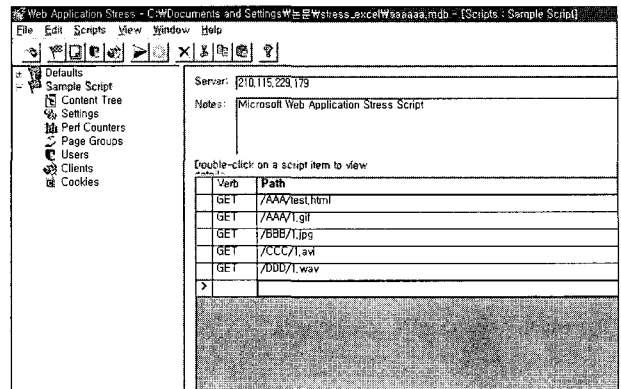 Web Application Stress - C:₩Documents and Settings₩논문₩stress_excel₩aaaaaa.mdb - [Scripts : Sample Script]
File Edit Scripts View Window Help
Defaults
Sample Script
Content Tree
Settings
Perf Counters
Page Groups
Users
Clients
Cookies
Server: 210,115,229,179
Notes: Microsoft Web Application Stress Script
Double-click on a script item to view
details
Verb Path
GET /AAA/test.html
GET /AAA/1.gif
GET /BBB/1.jpg
GET /CCC/1.avi
GET /DDD/1.wav